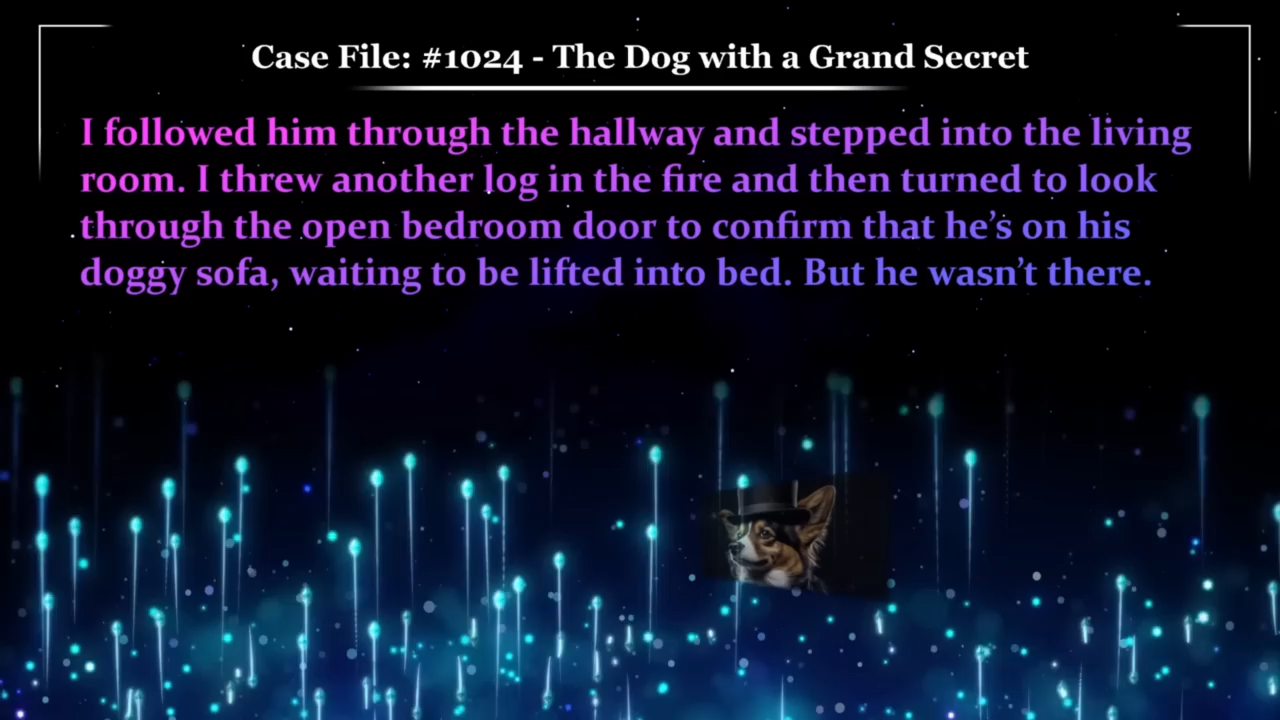 Case File: #1024 - The Dog with a Grand Secret
I followed him through the hallway and stepped into the living
room. I threw another log in the fire and then turned to look
through the open bedroom door to confirm that he’s on his
doggy sofa, waiting to be lifted into bed. But he wasn’t there.